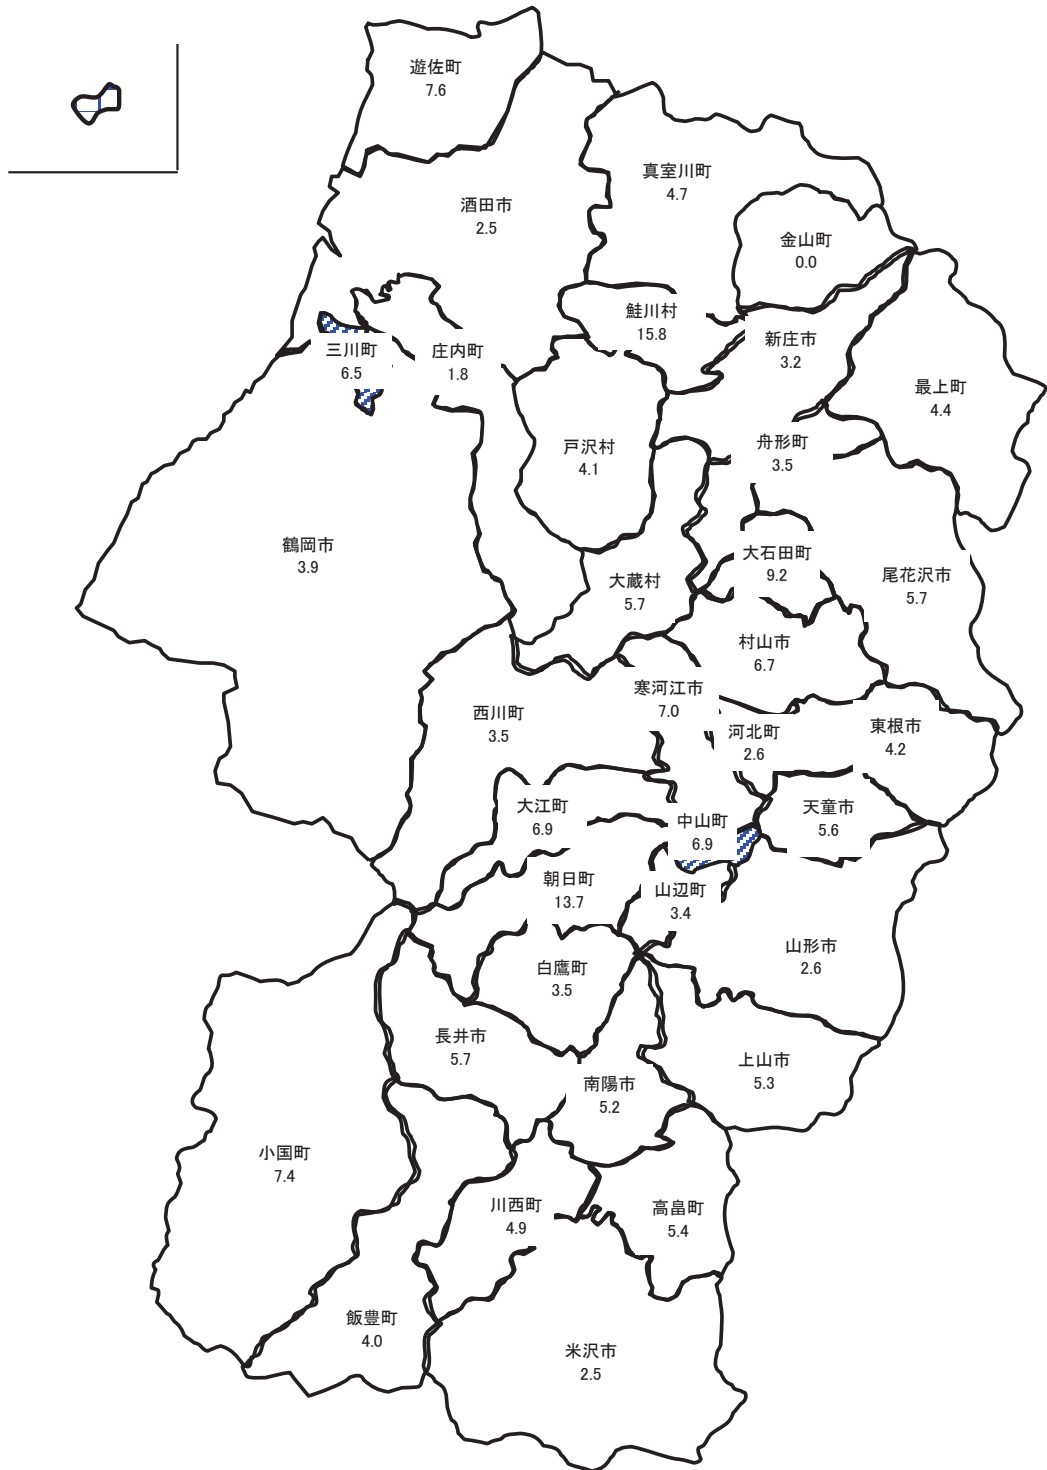 遊佐町
7.6
真室川町
4.7
酒田市
2.5
金山町
0.0
鮭川村
15.8
新庄市
3.2
三川町
6.5
庄内町
1.8
最上町
4.4
戸沢村
4.1
舟形町
3.5
鶴岡市
3.9
大石田町
9.2
大蔵村
5.7
尾花沢市
5.7
村山市
6.7
寒河江市
7.0
西川町
3.5
河北町
2.6
東根市
4.2
大江町
6.9
中山町
6.9
天童市
5.6
朝日町
13.7
山辺町
3.4
山形市
2.6
白鷹町
3.5
長井市
5.7
上山市
5.3
南陽市
5.2
小国町
7.4
川西町
4.9
高畠町
5.4
飯豊町
4.0
米沢市
2.5